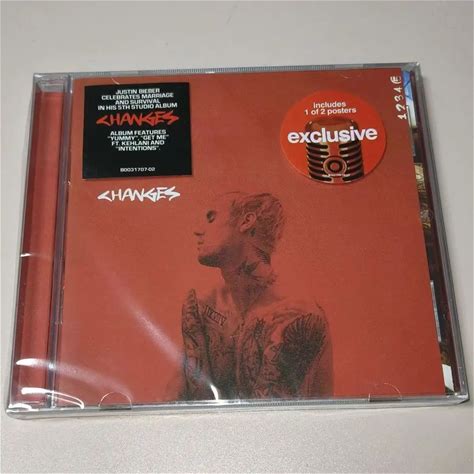 JUSTIN BIEBER
CELEBRATES MARRIAGE
AND SURVIVAL
IN HIS 5TH STUDIO ALBUM
CHANGES
ALBUM FEATURES
"YUMMY", "GET ME"
FT. KEHLANI AND
"INTENTIONS".
B0031707-02
includes
1 of 2 posters
exclusive
1234E
CHANGES